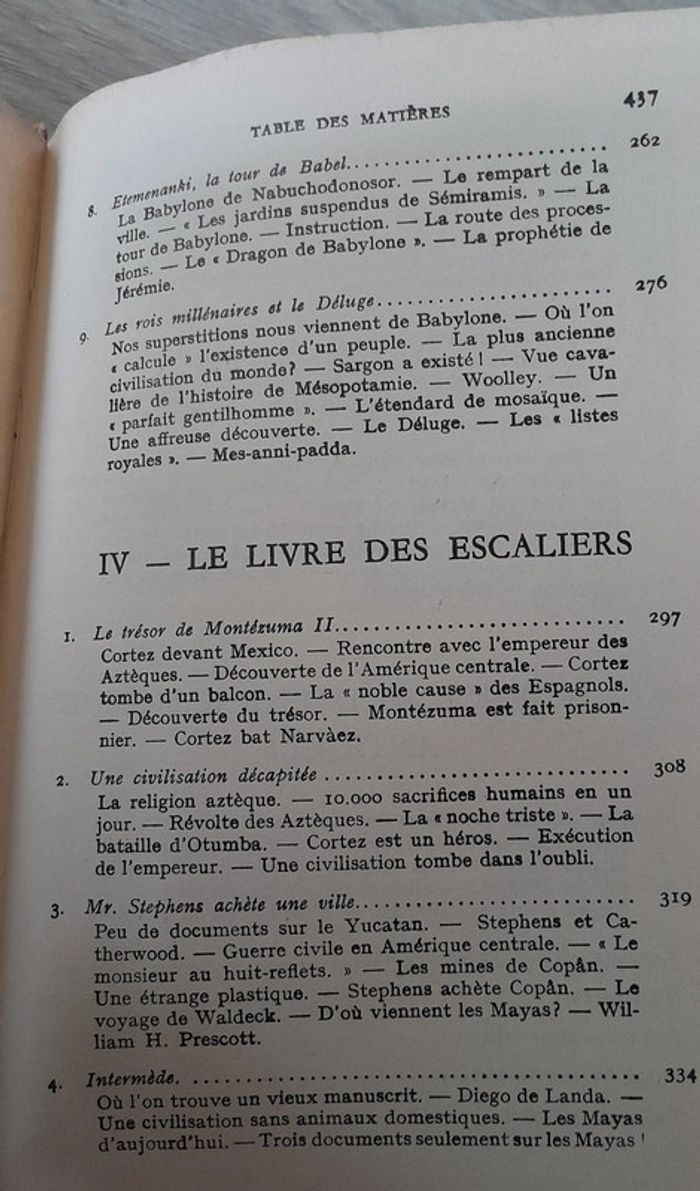 TABLE DES MATIÈRES 437
8. Etemenanki, la tour de Babel........................ 262
La Babylone de Nabuchodonosor. — Le rempart de la
ville. — « Les jardins suspendus de Sémiramis. » — La
tour de Babylone. — Instruction. — La route des proces-
sions. — Le « Dragon de Babylone ». — La prophétie de
Jérémie.
9. Les rois millénaires et le Déluge........................ 276
Nos superstitions nous viennent de Babylone. — Où l'on
« calcule » l'existence d'un peuple. — La plus ancienne
civilisation du monde? — Sargon a existé! — Vue cava-
lière de l'histoire de Mésopotamie. — Woolley. — Un
« parfait gentilhomme ». — L'étendard de mosaïque. —
Une affreuse découverte. — Le Déluge. — Les « listes
royales ». — Mes-anni-padda.
IV — LE LIVRE DES ESCALIERS
1. Le trésor de Montézuma II............................ 297
Cortez devant Mexico. — Rencontre avec l'empereur des
Aztèques. — Découverte de l'Amérique centrale. — Cortez
tombe d'un balcon. — La « noble cause » des Espagnols.
— Découverte du trésor. — Montézuma est fait prison-
nier. — Cortez bat Narvàez.
2. Une civilisation décapitée ............................ 308
La religion aztèque. — 10.000 sacrifices humains en un
jour. — Révolte des Aztèques. — La « noche triste ». — La
bataille d'Otumba. — Cortez est un héros. — Exécution
de l'empereur. — Une civilisation tombe dans l'oubli.
3. Mr. Stephens achète une ville......................... 319
Peu de documents sur le Yucatan. — Stephens et Ca-
therwood. — Guerre civile en Amérique centrale. — « Le
monsieur au huit-reflets. » — Les mines de Copân. —
Une étrange plastique. — Stephens achète Copân. — Le
voyage de Waldeck. — D'où viennent les Mayas? — Wil-
liam H. Prescott.
4. Intermède. ........................................ 334
Où l'on trouve un vieux manuscrit. — Diego de Landa. —
Une civilisation sans animaux domestiques. — Les Mayas
d'aujourd'hui. — Trois documents seulement sur les Mayas !